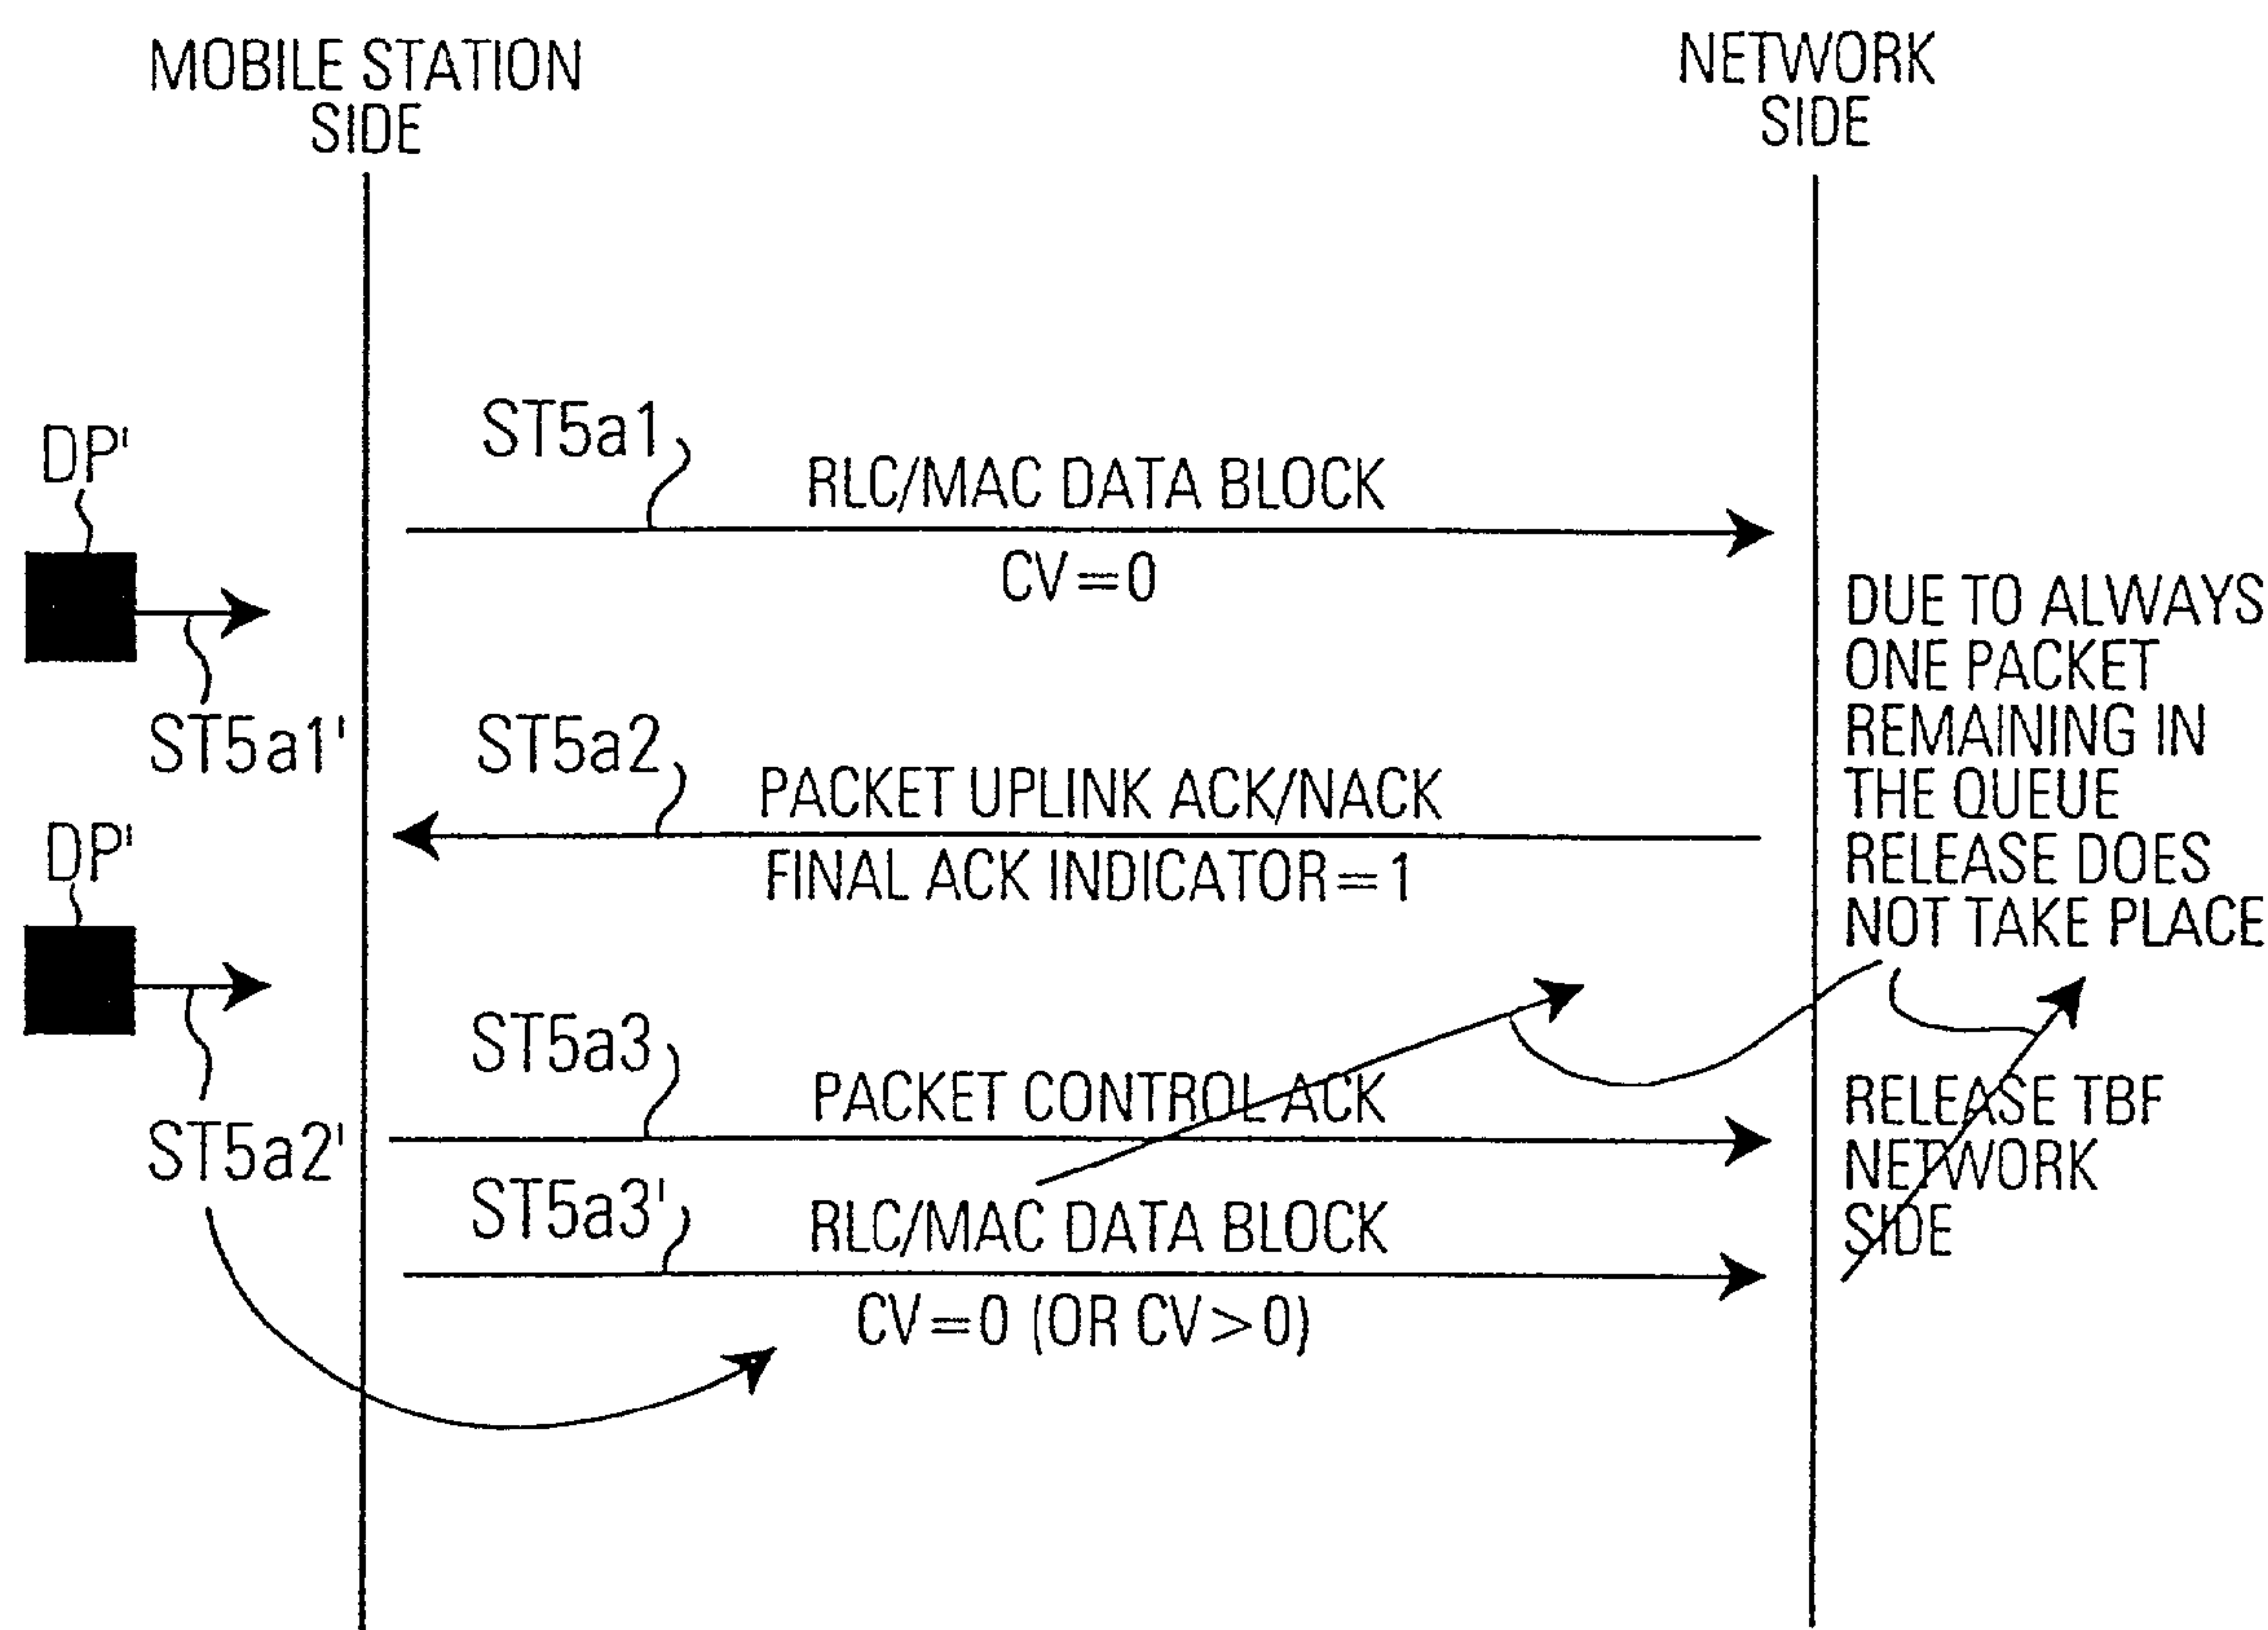 MOBILE STATION
SIDE
NETWORK
SIDE
DP'
ST5a1
RLC/MAC DATA BLOCK
CV=0
ST5a1'
DUE TO ALWAYS
ONE PACKET
REMAINING IN
THE QUEUE
RELEASE DOES
NOT TAKE PLACE
ST5a2
PACKET UPLINK ACK/NACK
FINAL ACK INDICATOR=1
DP'
ST5a2'
ST5a3
PACKET CONTROL ACK
RELEASE TBF
NETWORK
SIDE
ST5a3'
RLC/MAC DATA BLOCK
CV=0 (OR CV>0)